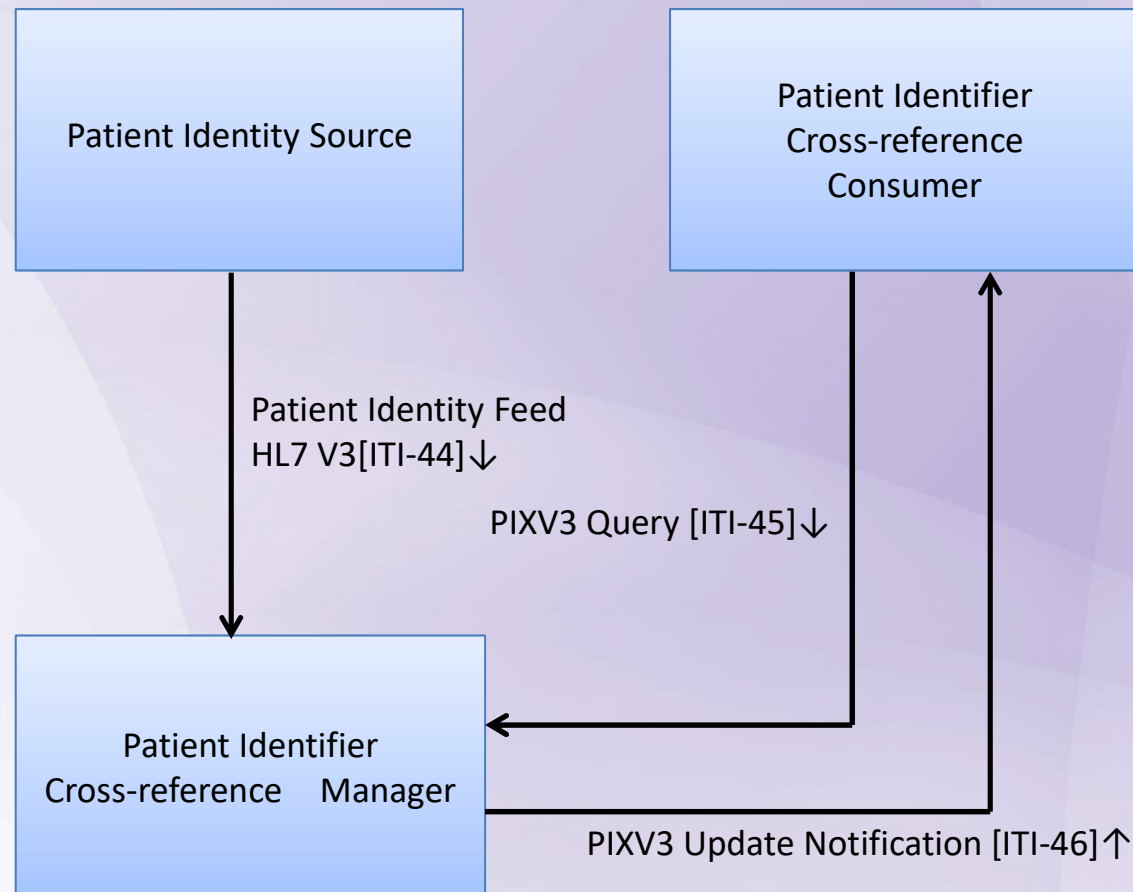 Patient Identity Source
Patient Identifier
Cross-reference
Consumer
Patient Identity Feed
HL7 V3[ITI-44]↓
PIXV3 Query [ITI-45]↓
Patient Identifier
Cross-reference Manager
PIXV3 Update Notification [ITI-46]↑